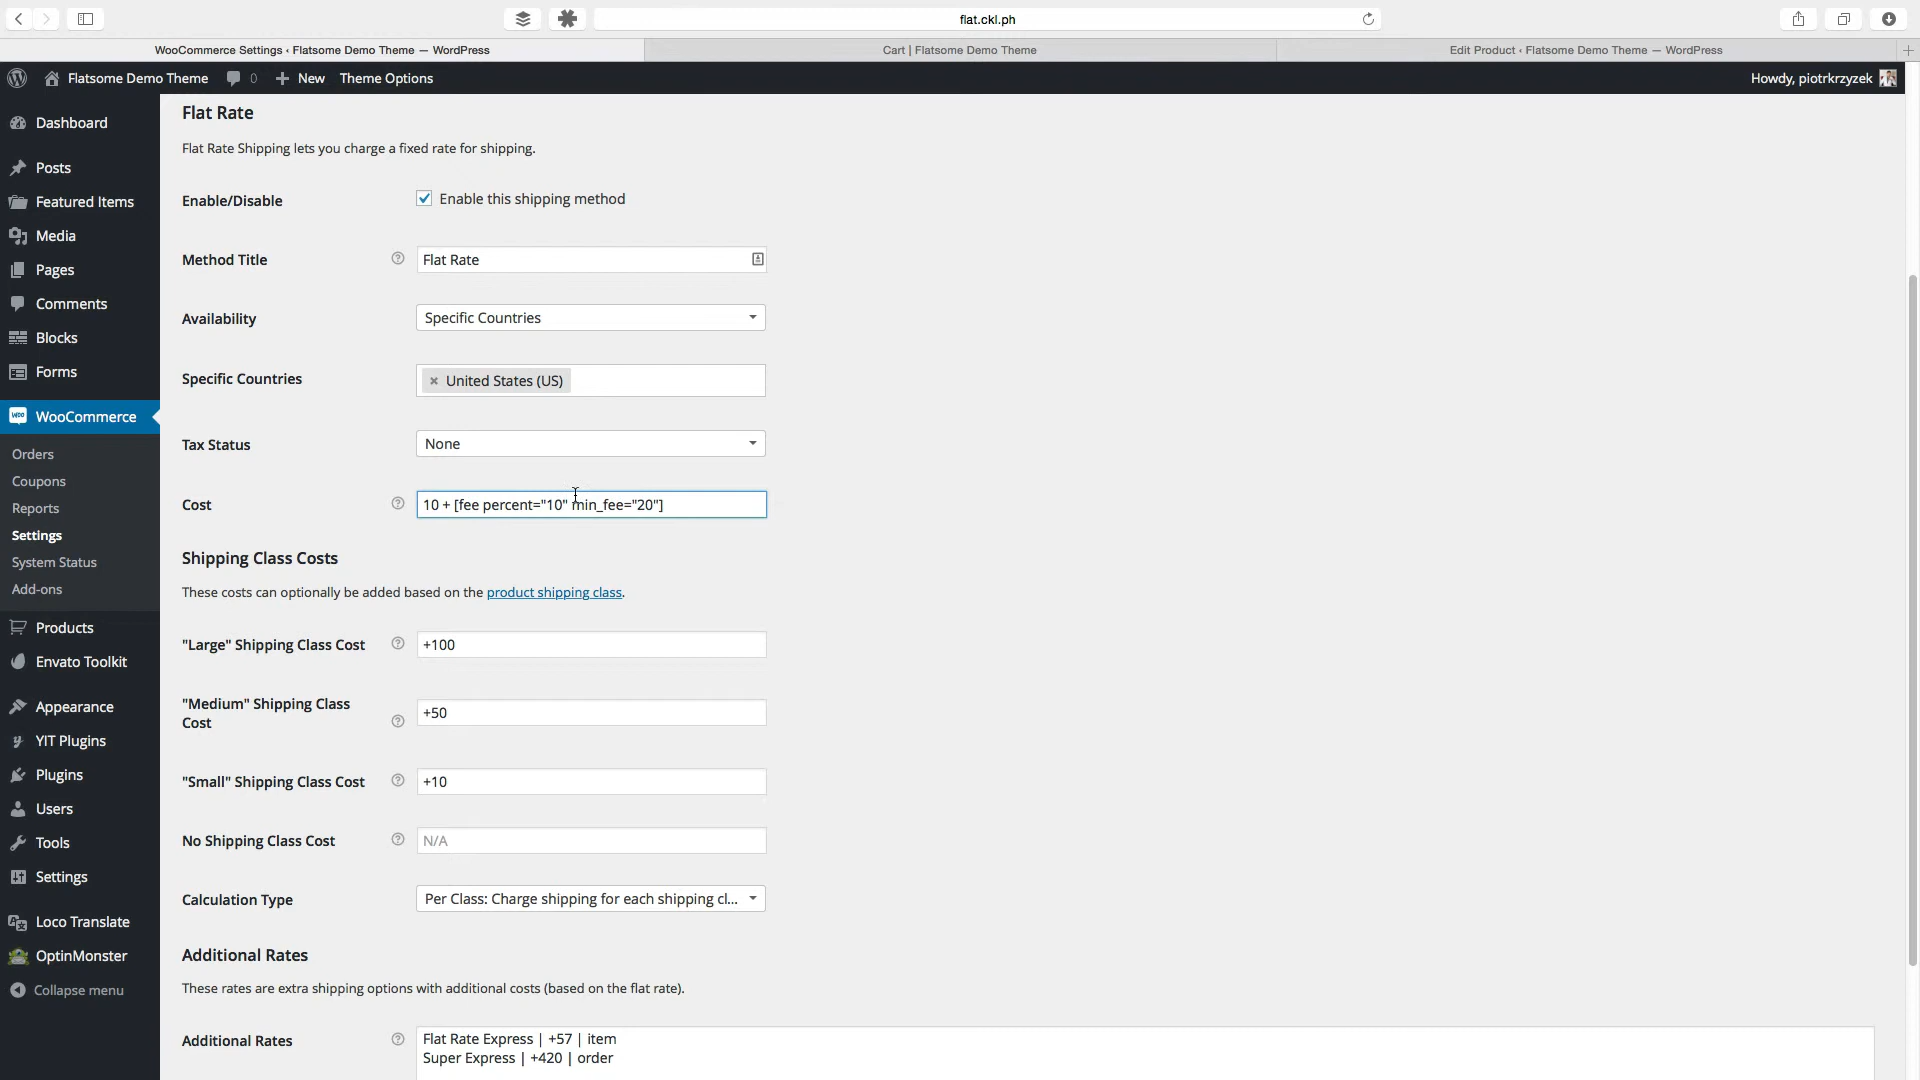 flat.ckl.ph
WooCommerce Settings ‹ Flatsome Demo Theme — WordPress
Cart | Flatsome Demo Theme
Edit Product ‹ Flatsome Demo Theme — WordPress
Flatsome Demo Theme
0
New
Theme Options
Howdy, piotrkrzyzek
Dashboard
Posts
Featured Items
Media
Pages
Comments
Blocks
Forms
WooCommerce
Orders
Coupons
Reports
Settings
System Status
Add-ons
Products
Envato Toolkit
Appearance
YIT Plugins
Plugins
Users
Tools
Settings
Loco Translate
OptinMonster
Collapse menu
Flat Rate
Flat Rate Shipping lets you charge a fixed rate for shipping.
Enable/Disable
Enable this shipping method
Method Title
Flat Rate
Availability
Specific Countries
Specific Countries
× United States (US)
Tax Status
None
Cost
10 + [fee percent="10" min_fee="20"]
Shipping Class Costs
These costs can optionally be added based on the product shipping class.
"Large" Shipping Class Cost
+100
"Medium" Shipping Class
Cost
+50
"Small" Shipping Class Cost
+10
No Shipping Class Cost
N/A
Calculation Type
Per Class: Charge shipping for each shipping cl...
Additional Rates
These rates are extra shipping options with additional costs (based on the flat rate).
Additional Rates
Flat Rate Express | +57 | item
Super Express | +420 | order